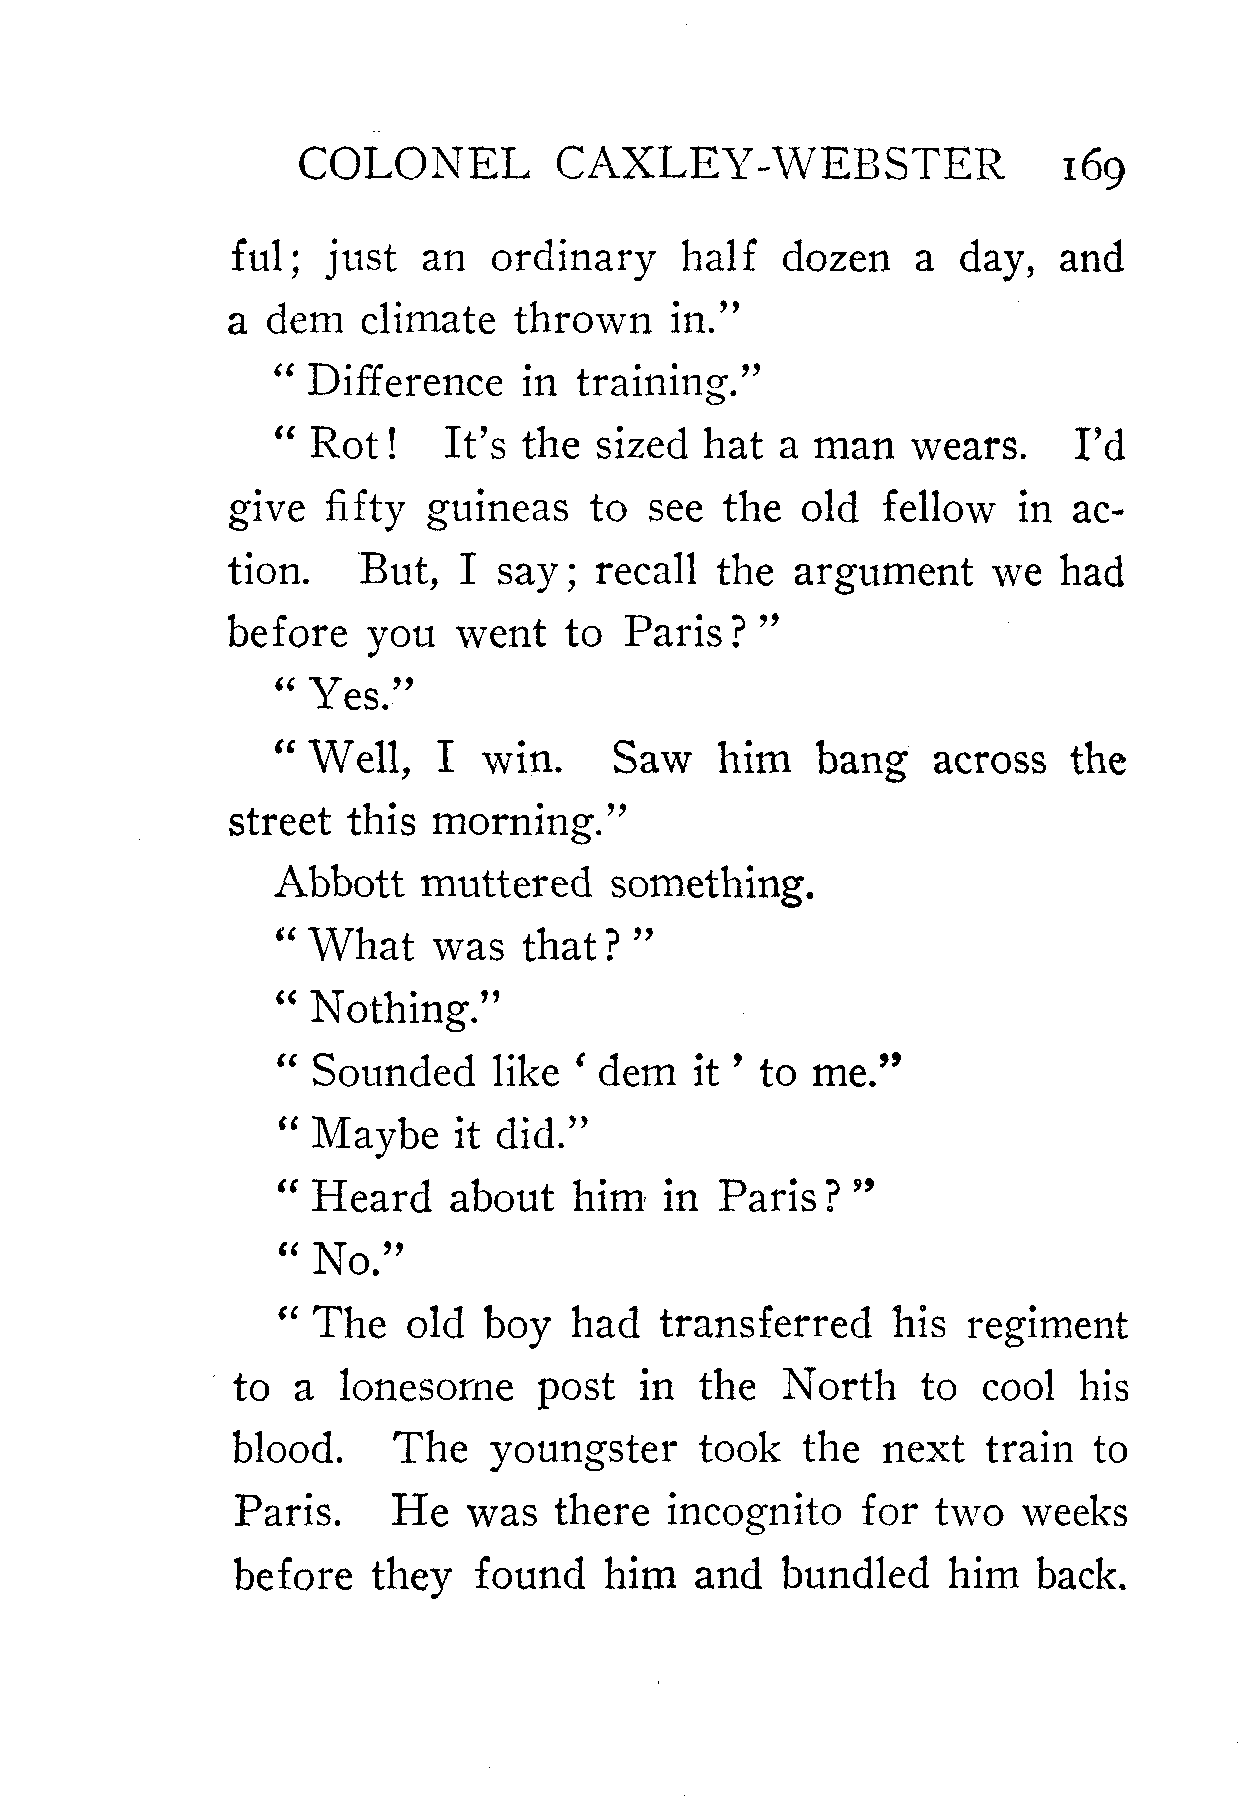 COLONEL CAXLEY-WEBSTER 169
ful; just an ordinary half dozen a day, and
a dem climate thrown in."
" Difference in training."
" Rot! It's the sized hat a man wears. I'd
give fifty guineas to see the old fellow in ac-
tion. But, I say; recall the argument we had
before you went to Paris? "
" Yes."
" Well, I win. Saw him bang across the
street this morning."
Abbott muttered something.
" What was that? "
" Nothing."
" Sounded like ' dem it ' to me."
" Maybe it did."
" Heard about him in Paris? "
" No."
" The old boy had transferred his regiment
to a lonesome post in the North to cool his
blood. The youngster took the next train to
Paris. He was there incognito for two weeks
before they found him and bundled him back.